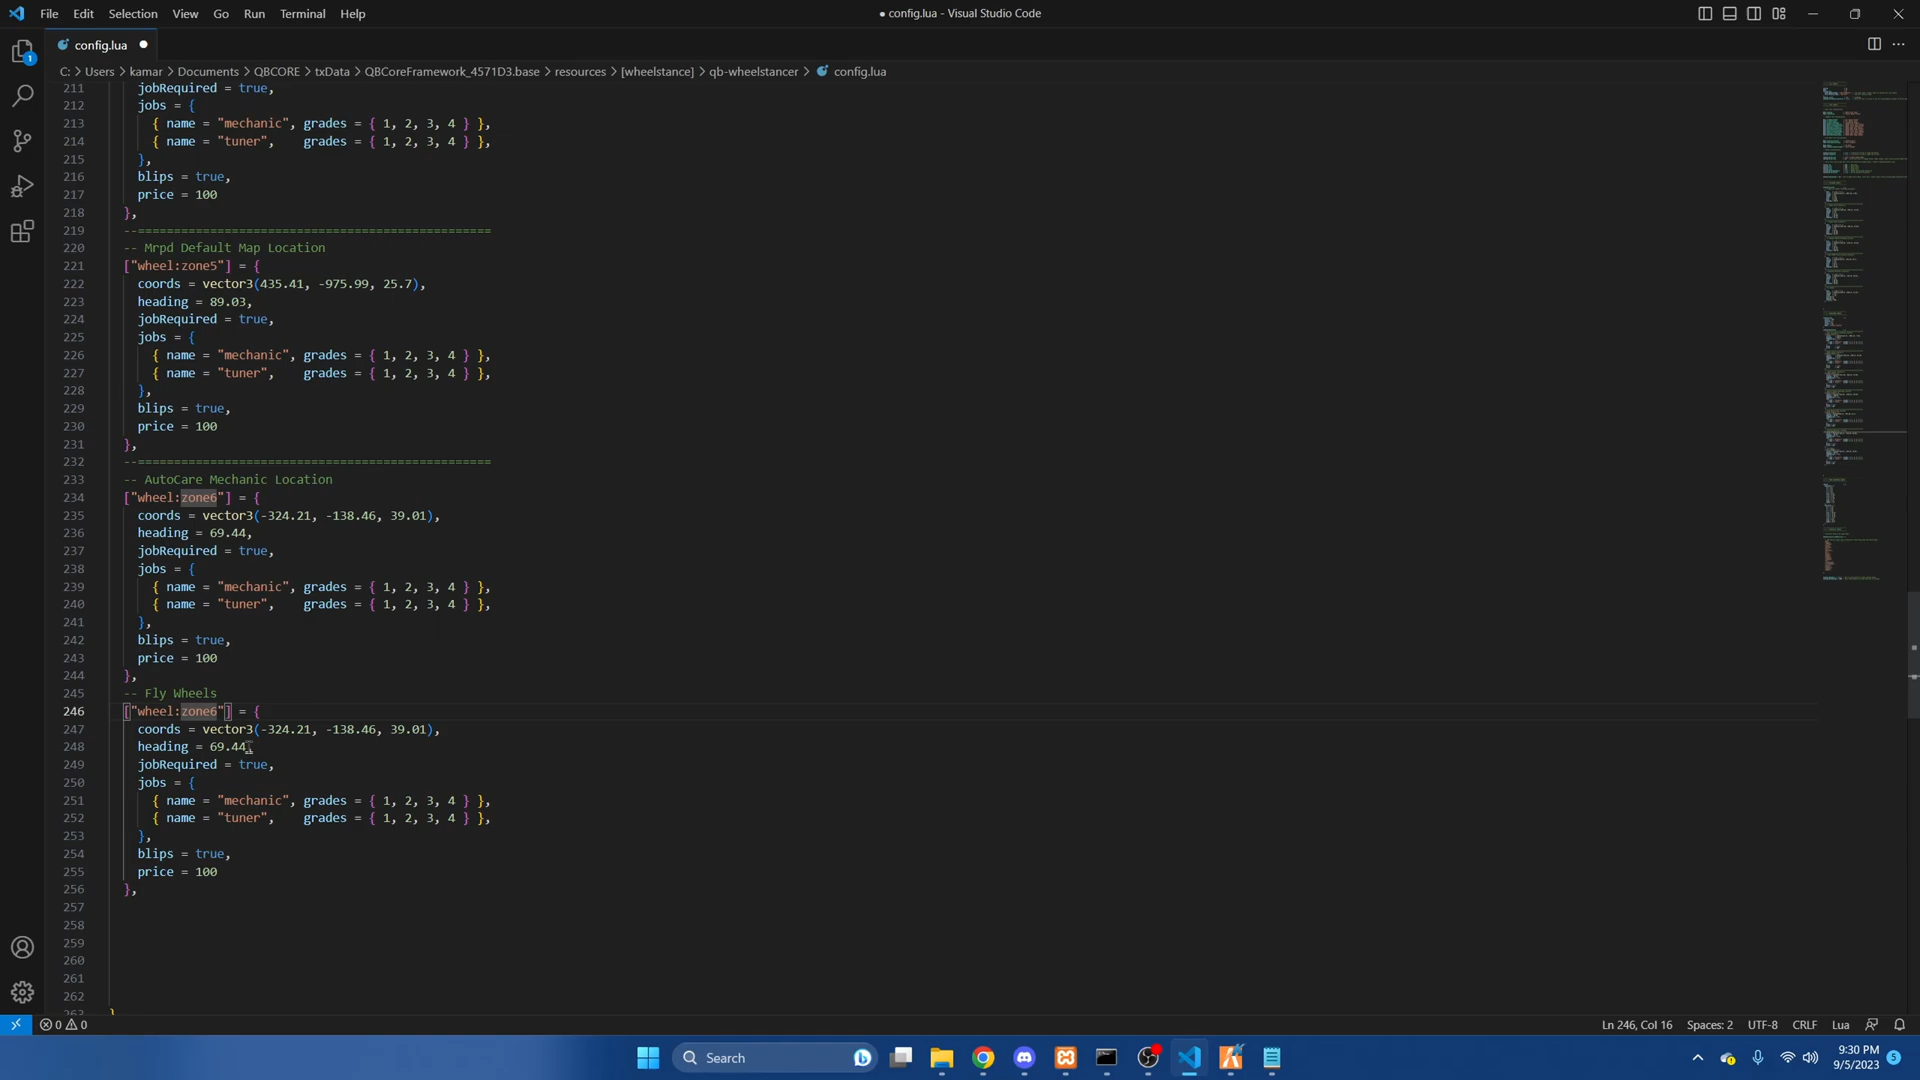 File Edit Selection View Go Run Terminal Help
● config.lua - Visual Studio Code
config.lua ●
C: > Users > kamar > Documents > QBCORE > txData > QBCoreFramework_4571D3.base > resources > [wheelstance] > qb-wheelstancer > config.lua
211 jobRequired = true,
212 jobs = {
213 { name = "mechanic", grades = { 1, 2, 3, 4 } },
214 { name = "tuner", grades = { 1, 2, 3, 4 } },
215 },
216 blips = true,
217 price = 100
218 },
219 --=================================================
220 -- Mrpd Default Map Location
221 ["wheel:zone5"] = {
222 coords = vector3(435.41, -975.99, 25.7),
223 heading = 89.03,
224 jobRequired = true,
225 jobs = {
226 { name = "mechanic", grades = { 1, 2, 3, 4 } },
227 { name = "tuner", grades = { 1, 2, 3, 4 } },
228 },
229 blips = true,
230 price = 100
231 },
232 --=================================================
233 -- AutoCare Mechanic Location
234 ["wheel:zone6"] = {
235 coords = vector3(-324.21, -138.46, 39.01),
236 heading = 69.44,
237 jobRequired = true,
238 jobs = {
239 { name = "mechanic", grades = { 1, 2, 3, 4 } },
240 { name = "tuner", grades = { 1, 2, 3, 4 } },
241 },
242 blips = true,
243 price = 100
244 },
245 -- Fly Wheels
246 ["wheel:zone6"] = {
247 coords = vector3(-324.21, -138.46, 39.01),
248 heading = 69.44,
249 jobRequired = true,
250 jobs = {
251 { name = "mechanic", grades = { 1, 2, 3, 4 } },
252 { name = "tuner", grades = { 1, 2, 3, 4 } },
253 },
254 blips = true,
255 price = 100
256 },
257
258
259
260
261
262
263 }
0 0 Ln 246, Col 16 Spaces: 2 UTF-8 CRLF Lua
Search
9:30 PM
9/5/2023
5
1